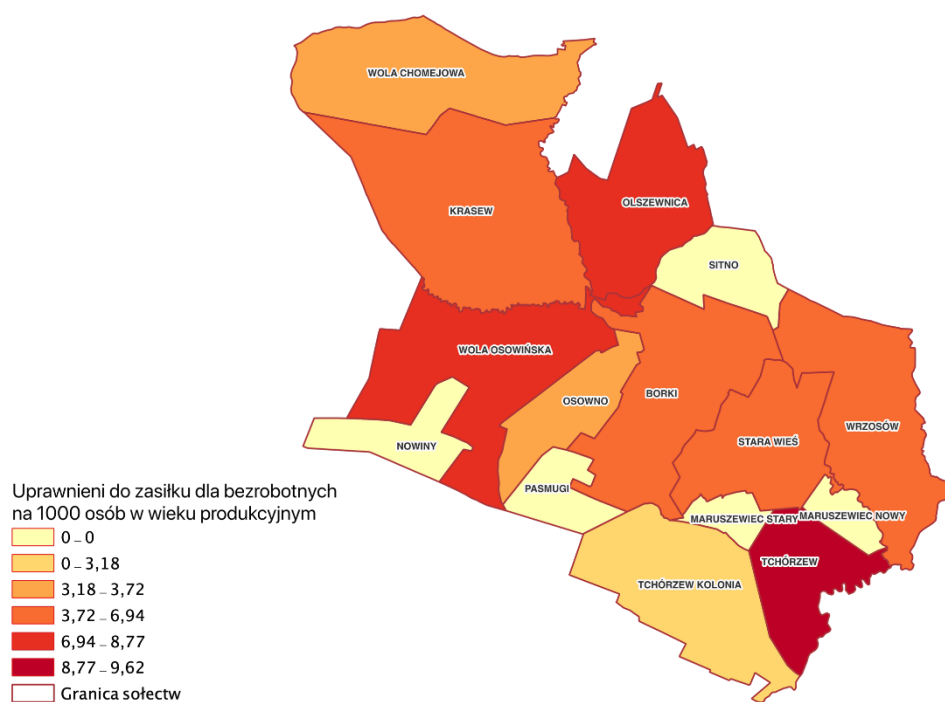 WOLA CHOMEJOWA
OLSZEWNICA
KRASEW
SITNO
WOLA OSOWIŃSKA
OSOWNO
BORKI
WRZOSÓW
STARA WIEŚ
NOWINY
PASMUGI
MARUSZEWIEC STARY
MARUSZEWIEC NOWY
TCHÓRZEW
TCHÓRZEW KOLONIA
Uprawnieni do zasiłku dla bezrobotnych
na 1000 osób w wieku produkcyjnym
0 – 0
0 – 3,18
3,18 – 3,72
3,72 – 6,94
6,94 – 8,77
8,77 – 9,62
Granica sołectw